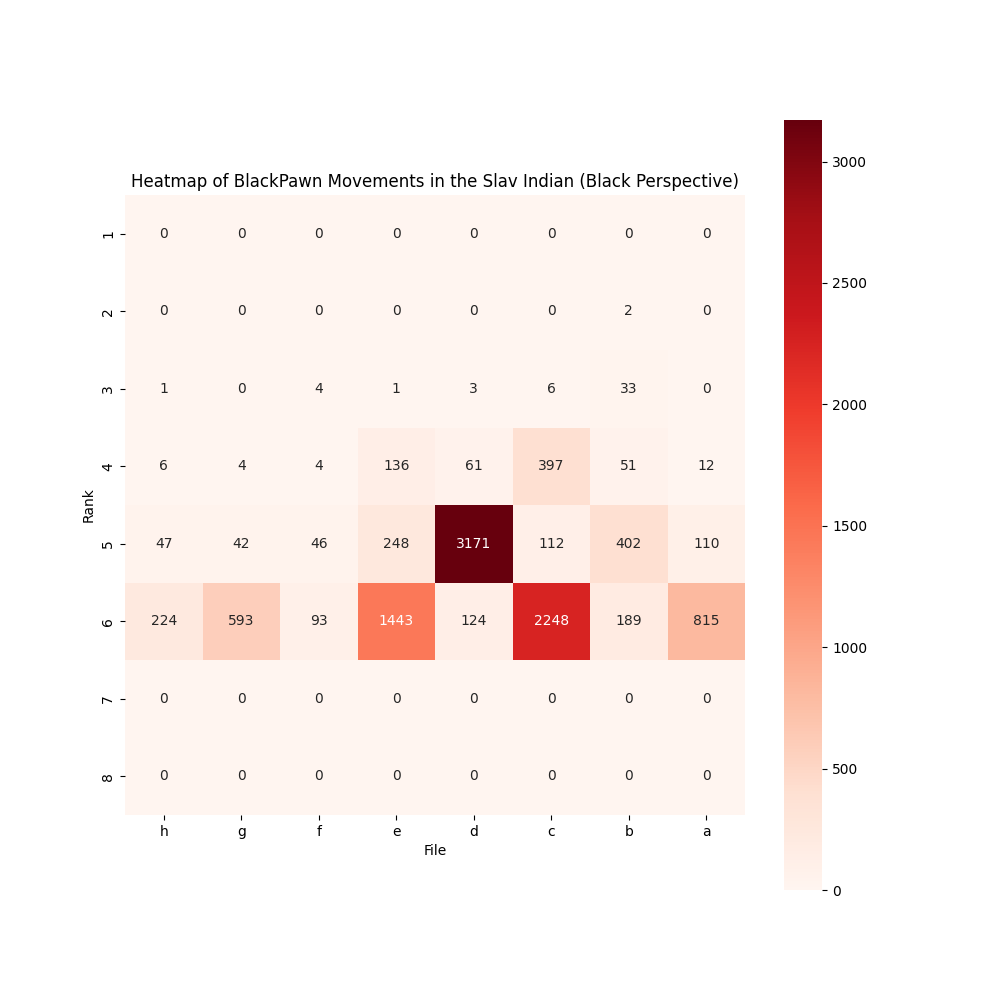 Heatmap of BlackPawn Movements in the Slav Indian (Black Perspective)
1 0 0 0 0 0 0 0 0
2 0 0 0 0 0 0 2 0
3 1 0 4 1 3 6 33 0
4 6 4 4 136 61 397 51 12
5 47 42 46 248 3171 112 402 110
6 224 593 93 1443 124 2248 189 815
7 0 0 0 0 0 0 0 0
8 0 0 0 0 0 0 0 0
h g f e d c b a
File
Rank
3000
2500
2000
1500
1000
500
0